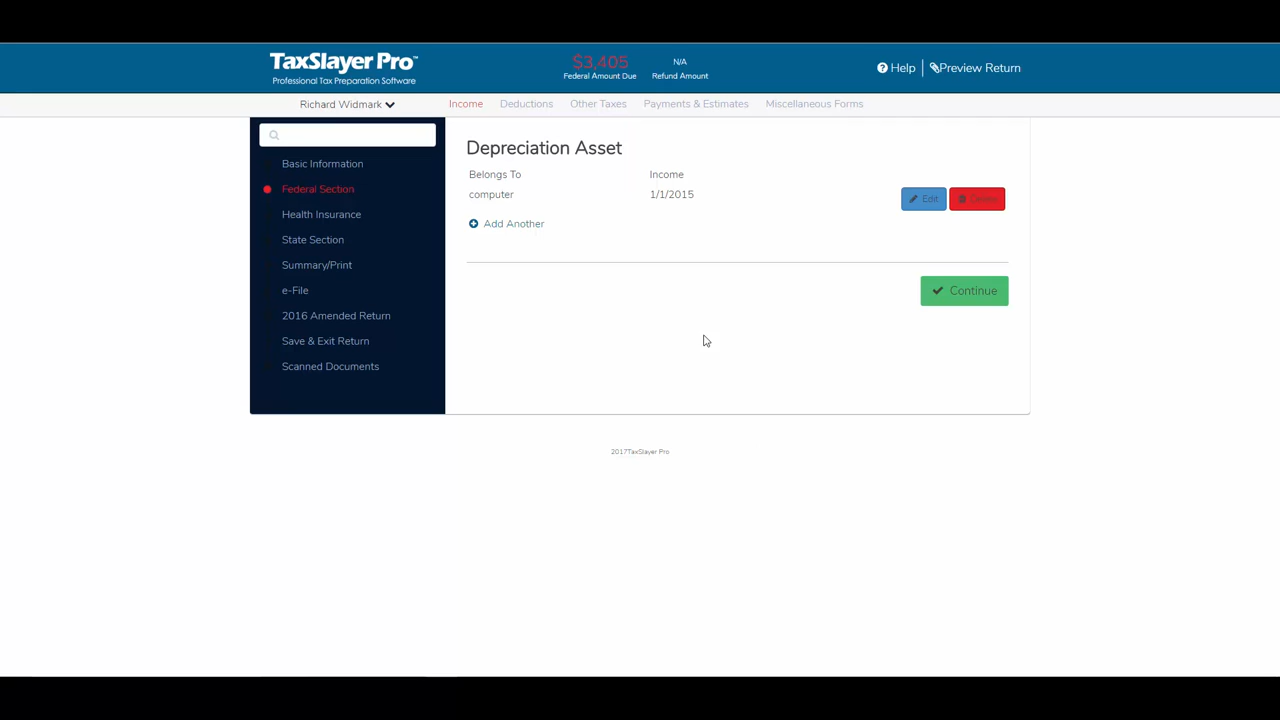 TaxSlayer Pro™
Professional Tax Preparation Software
$3,405
Federal Amount Due
N/A
Refund Amount
Help
Preview Return
Richard Widmark
Income
Deductions
Other Taxes
Payments & Estimates
Miscellaneous Forms
Basic Information
Federal Section
Health Insurance
State Section
Summary/Print
e-File
2016 Amended Return
Save & Exit Return
Scanned Documents
Depreciation Asset
Belongs To Income
computer 1/1/2015
Edit
Delete
Add Another
Continue
2017TaxSlayer Pro